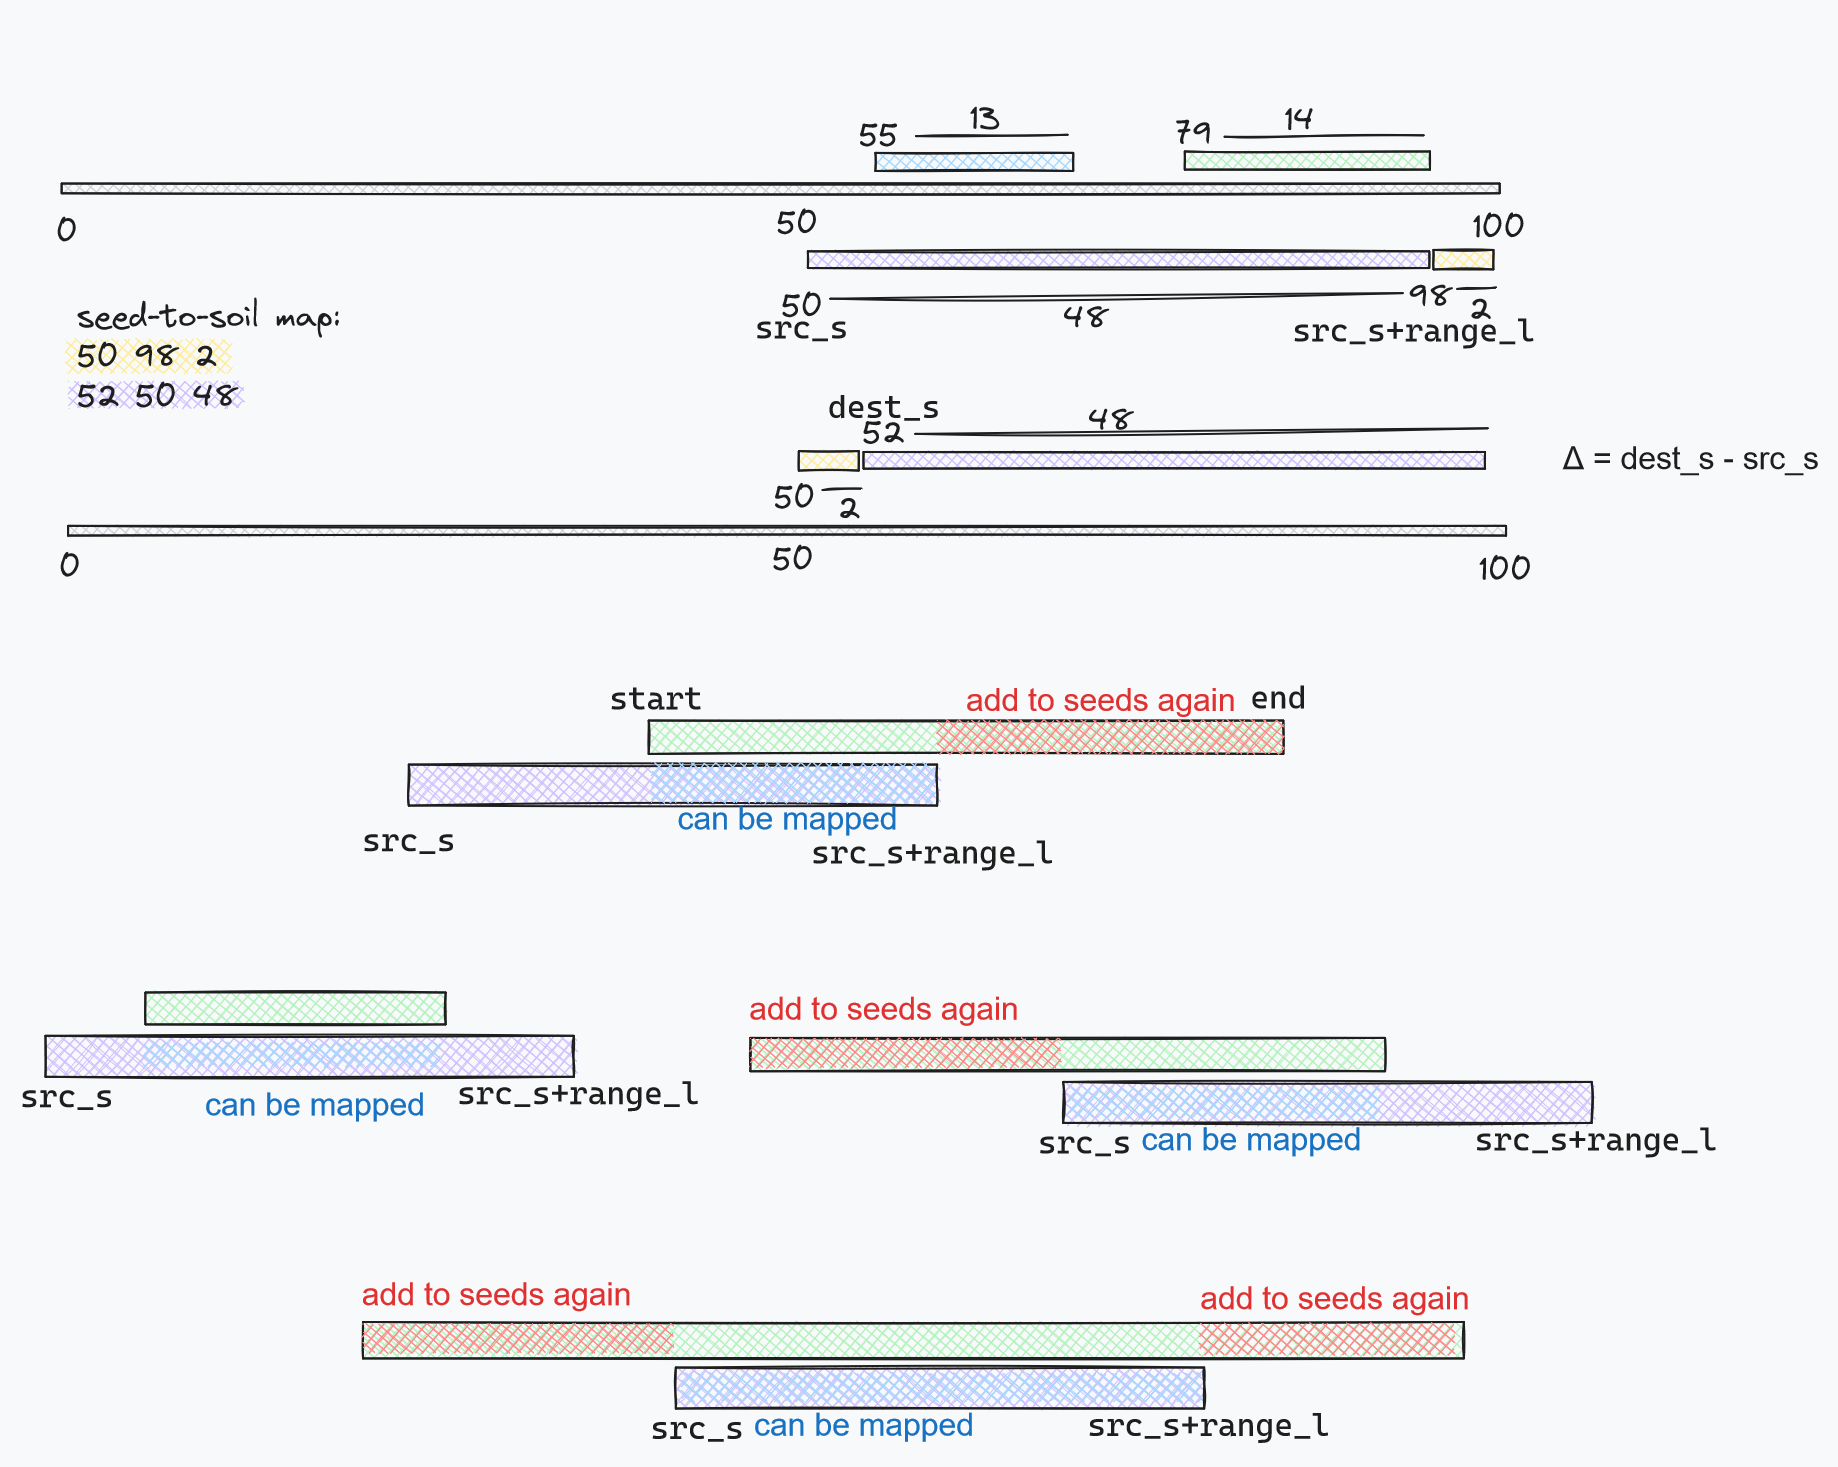 13
14
55
79
0
50
100
50
48
98
2
src_s
src_s+range_l
seed-to-soil map:
50 98 2
52 50 48
dest_s
52
48
Δ = dest_s - src_s
50
2
0
50
100
start
add to seeds again
end
can be mapped
src_s
src_s+range_l
src_s
can be mapped
src_s+range_l
add to seeds again
src_s
can be mapped
src_s+range_l
add to seeds again
add to seeds again
src_s
can be mapped
src_s+range_l